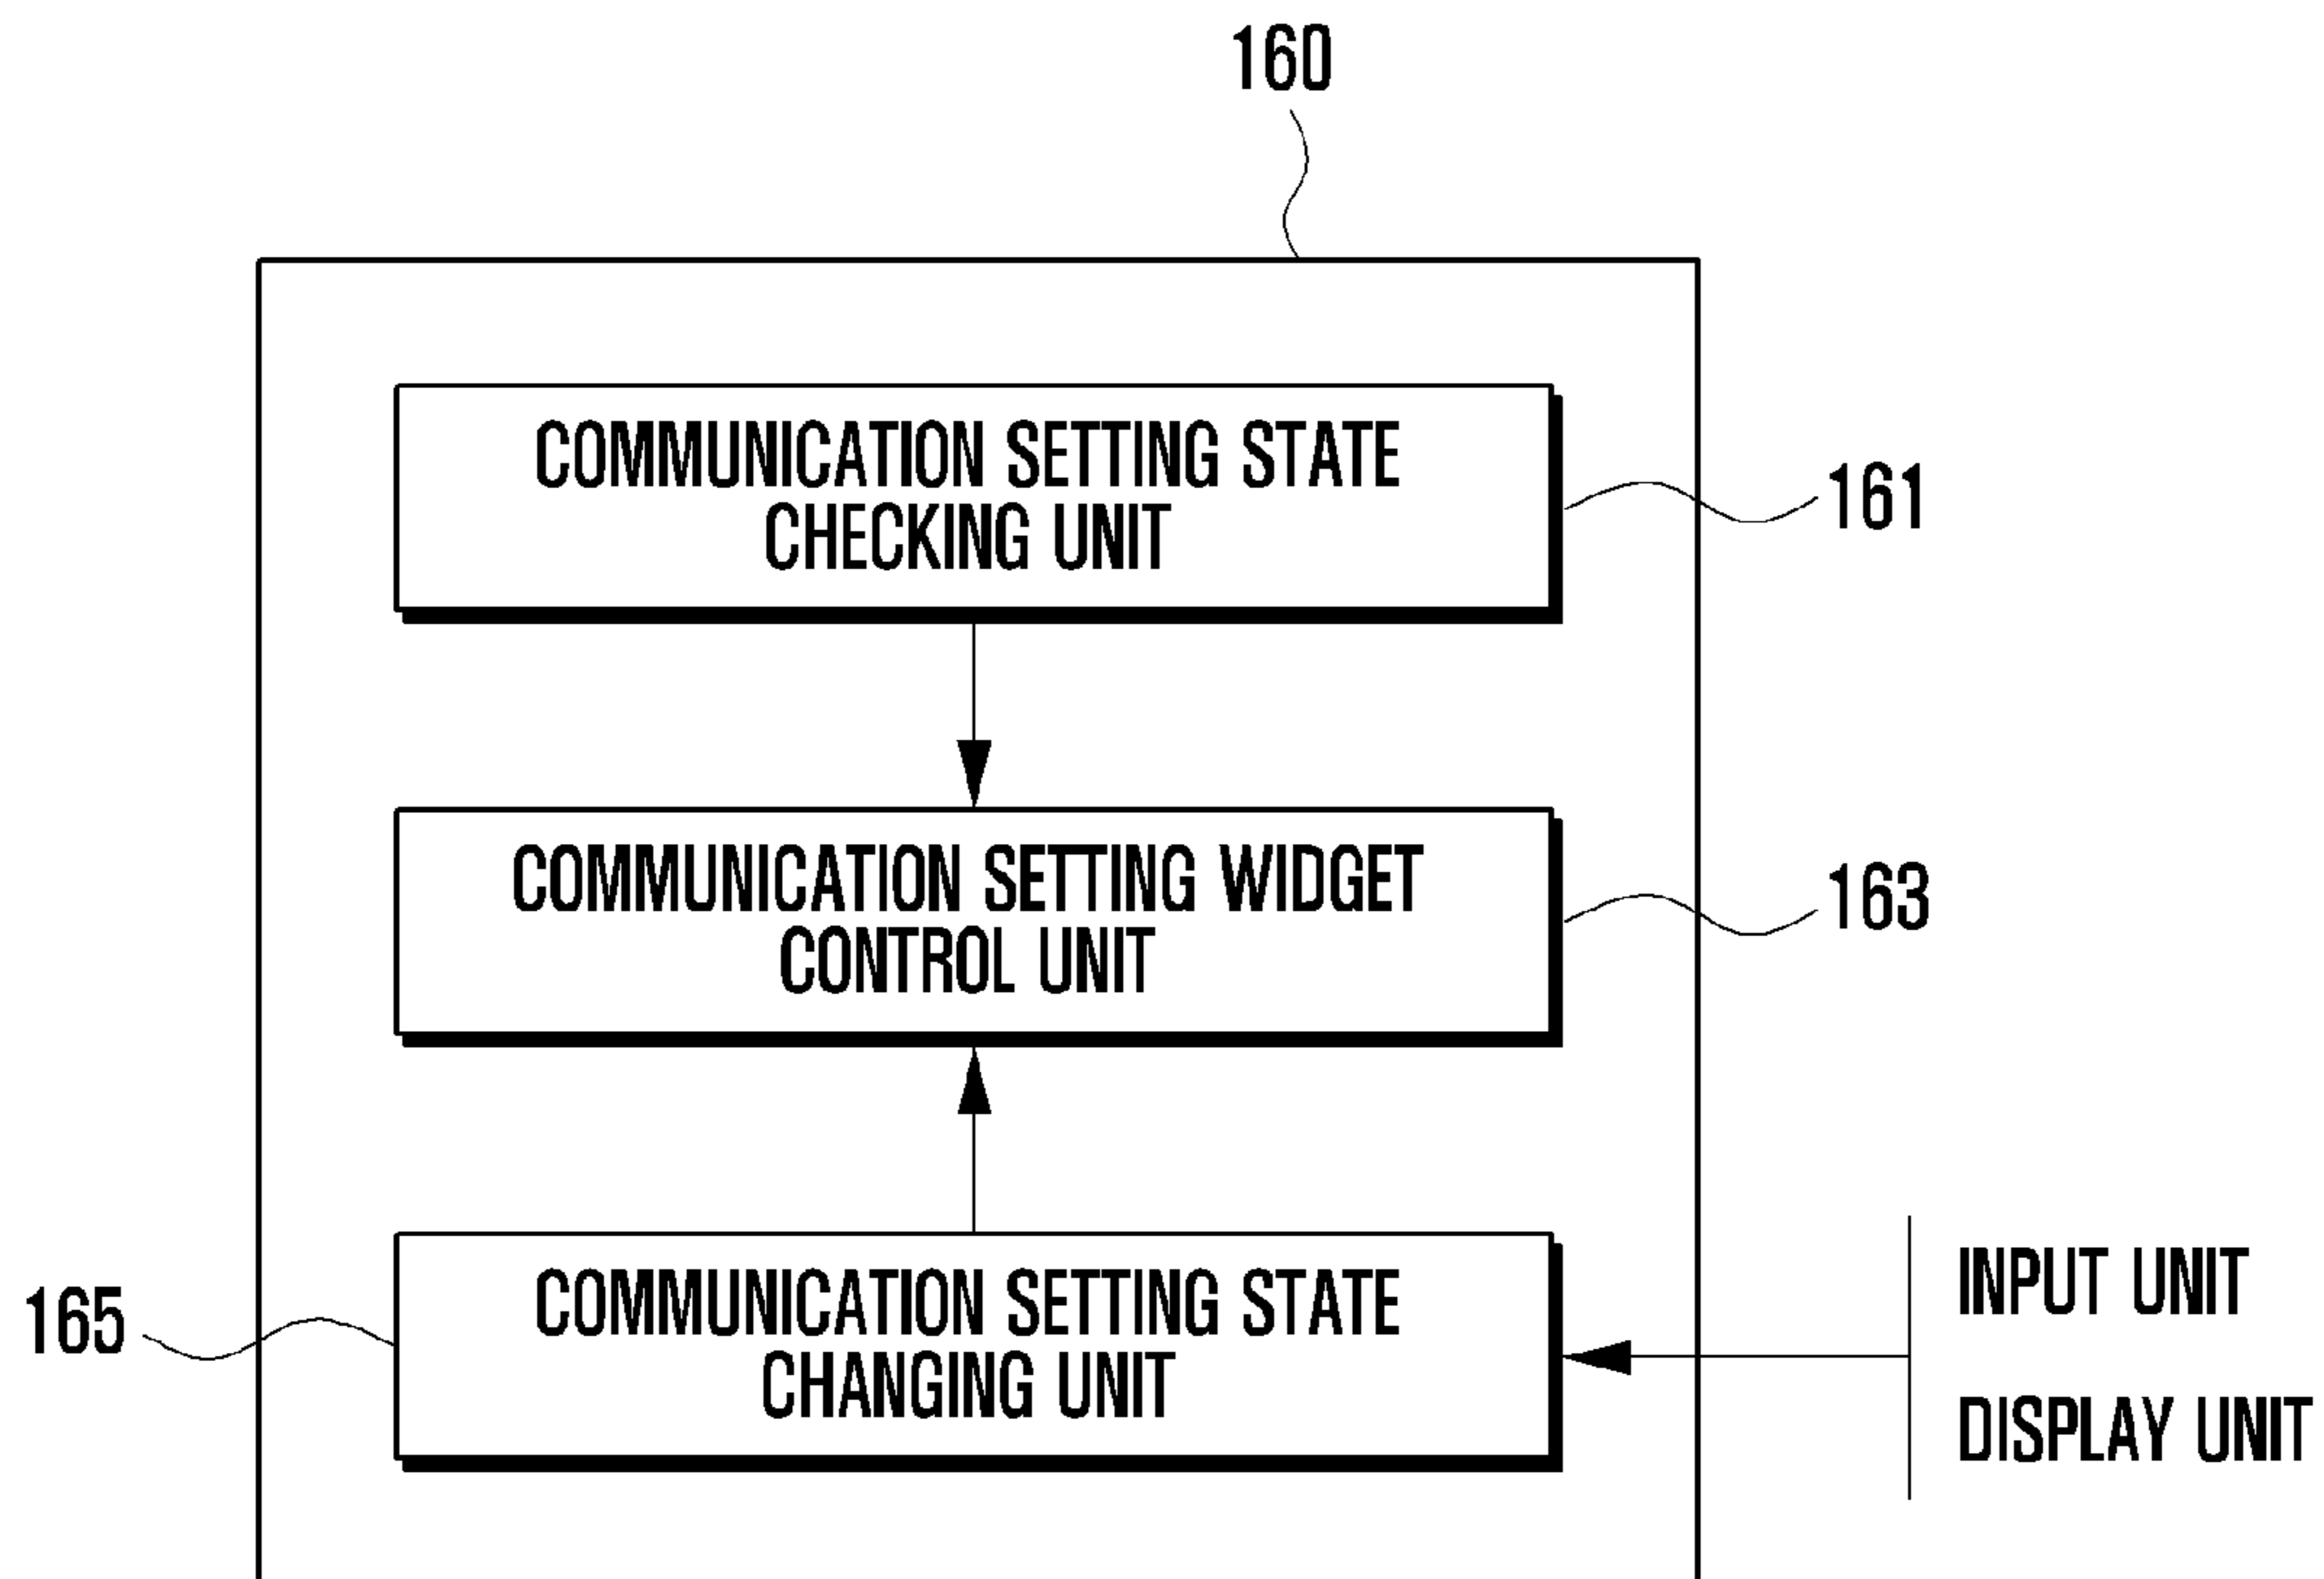 160
COMMUNICATION SETTING STATE
CHECKING UNIT
161
COMMUNICATION SETTING WIDGET
CONTROL UNIT
163
165
COMMUNICATION SETTING STATE
CHANGING UNIT
INPUT UNIT
DISPLAY UNIT